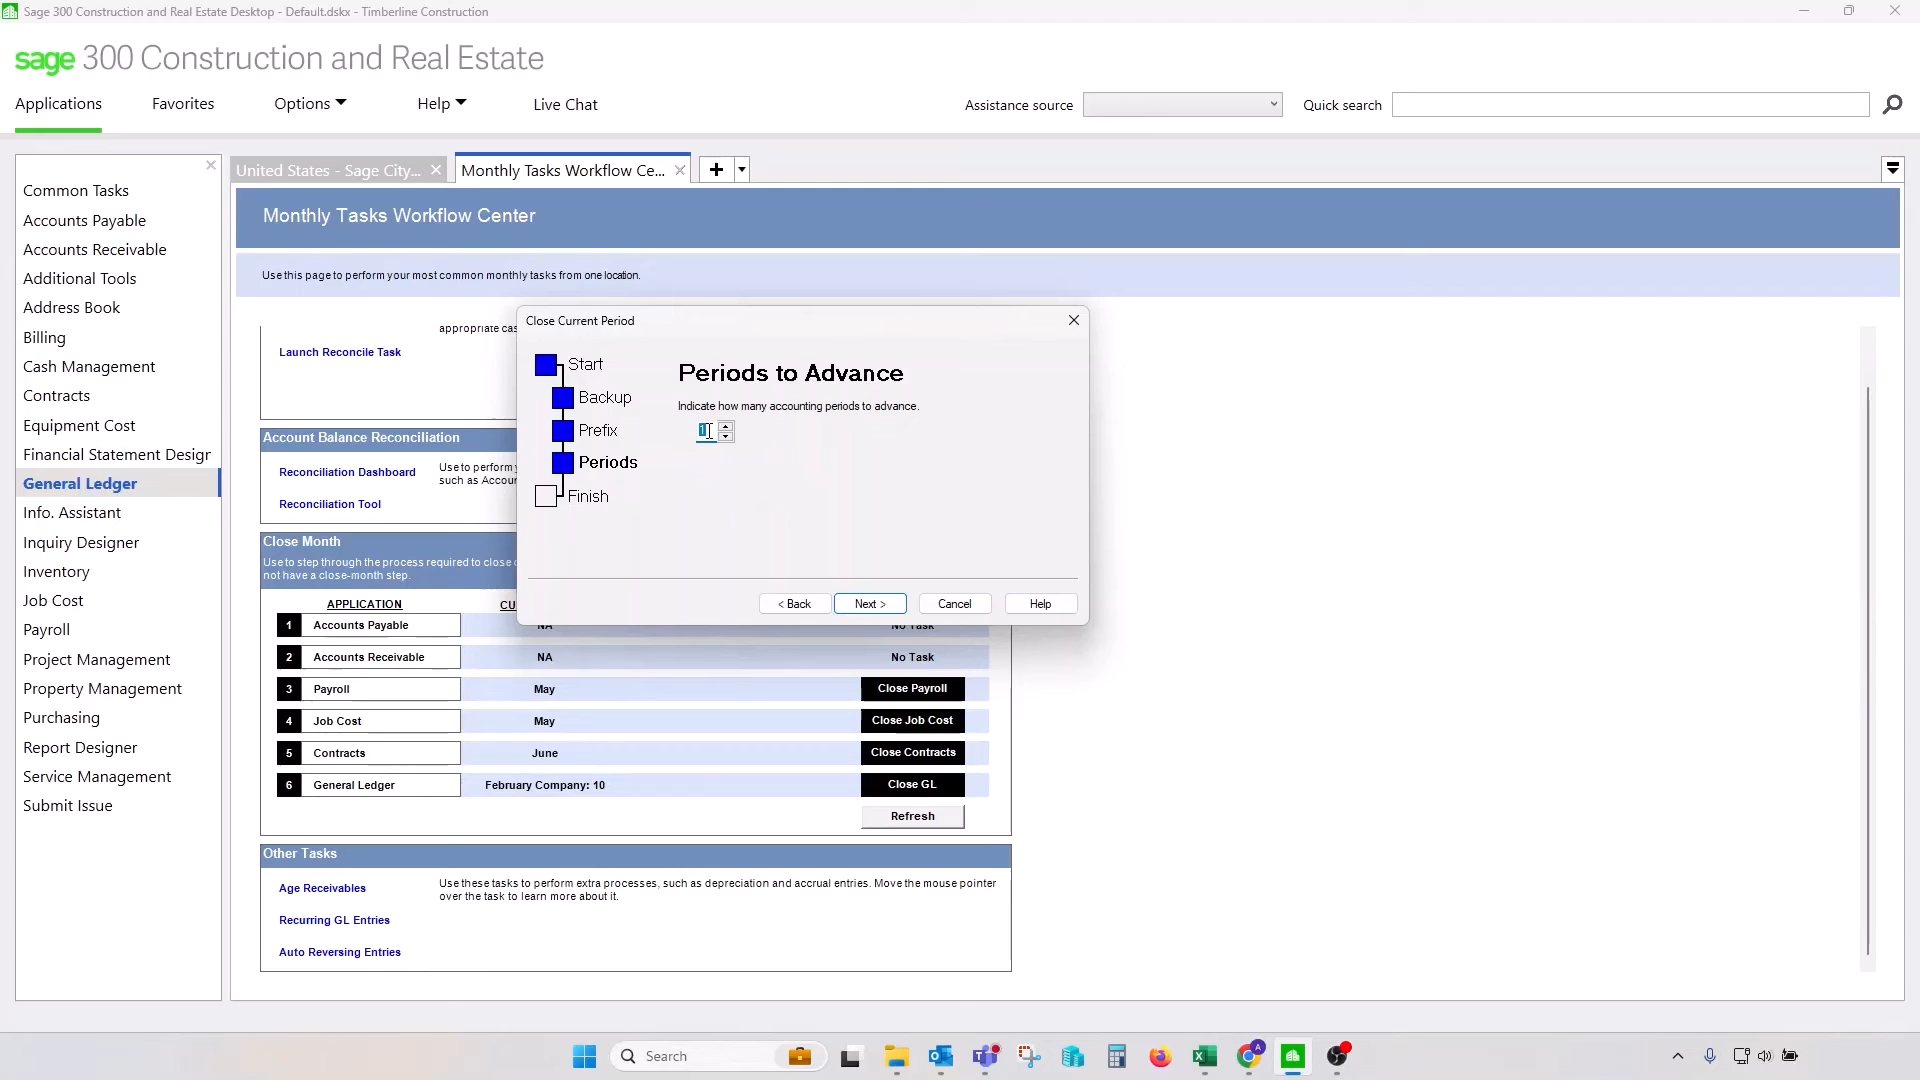 Sage 300 Construction and Real Estate Desktop - Default.dskx - Timberline Construction
sage 300 Construction and Real Estate
Applications
Favorites
Options
Help
Live Chat
Assistance source
Quick search
Common Tasks
Accounts Payable
Accounts Receivable
Additional Tools
Address Book
Billing
Cash Management
Contracts
Equipment Cost
Financial Statement Desigr
General Ledger
Info. Assistant
Inquiry Designer
Inventory
Job Cost
Payroll
Project Management
Property Management
Purchasing
Report Designer
Service Management
Submit Issue
United States - Sage City...
Monthly Tasks Workflow Ce...
Monthly Tasks Workflow Center
Use this page to perform your most common monthly tasks from one location.
appropriate cas
Launch Reconcile Task
Account Balance Reconciliation
Reconciliation Dashboard
Use to perform y
such as Accour
Reconciliation Tool
Close Month
Use to step through the process required to close c
not have a close-month step.
APPLICATION
CU
1 Accounts Payable NA No Task
2 Accounts Receivable NA No Task
3 Payroll May Close Payroll
4 Job Cost May Close Job Cost
5 Contracts June Close Contracts
6 General Ledger February Company: 10 Close GL
Refresh
Other Tasks
Age Receivables
Use these tasks to perform extra processes, such as depreciation and accrual entries. Move the mouse pointer
over the task to learn more about it.
Recurring GL Entries
Auto Reversing Entries
Close Current Period
Start
Backup
Prefix
Periods
Finish
Periods to Advance
Indicate how many accounting periods to advance.
1
< Back
Next >
Cancel
Help
Search